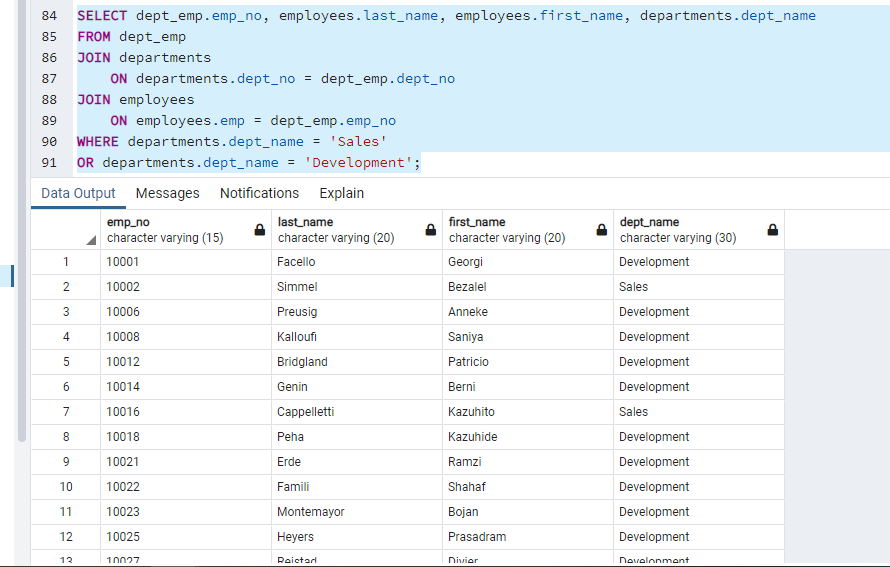 84 SELECT dept_emp.emp_no, employees.last_name, employees.first_name, departments.dept_name
85 FROM dept_emp
86 JOIN departments
87 ON departments.dept_no = dept_emp.dept_no
88 JOIN employees
89 ON employees.emp = dept_emp.emp_no
90 WHERE departments.dept_name = 'Sales'
91 OR departments.dept_name = 'Development';
Data Output Messages Notifications Explain
emp_no last_name first_name dept_name
character varying (15) character varying (20) character varying (20) character varying (30)
1 10001 Facello Georgi Development
2 10002 Simmel Bezalel Sales
3 10006 Preusig Anneke Development
4 10008 Kalloufi Saniya Development
5 10012 Bridgland Patricio Development
6 10014 Genin Berni Development
7 10016 Cappelletti Kazuhito Sales
8 10018 Peha Kazuhide Development
9 10021 Erde Ramzi Development
10 10022 Famili Shahaf Development
11 10023 Montemayor Bojan Development
12 10025 Heyers Prasadram Development
13 10027 Reistad Divier Development